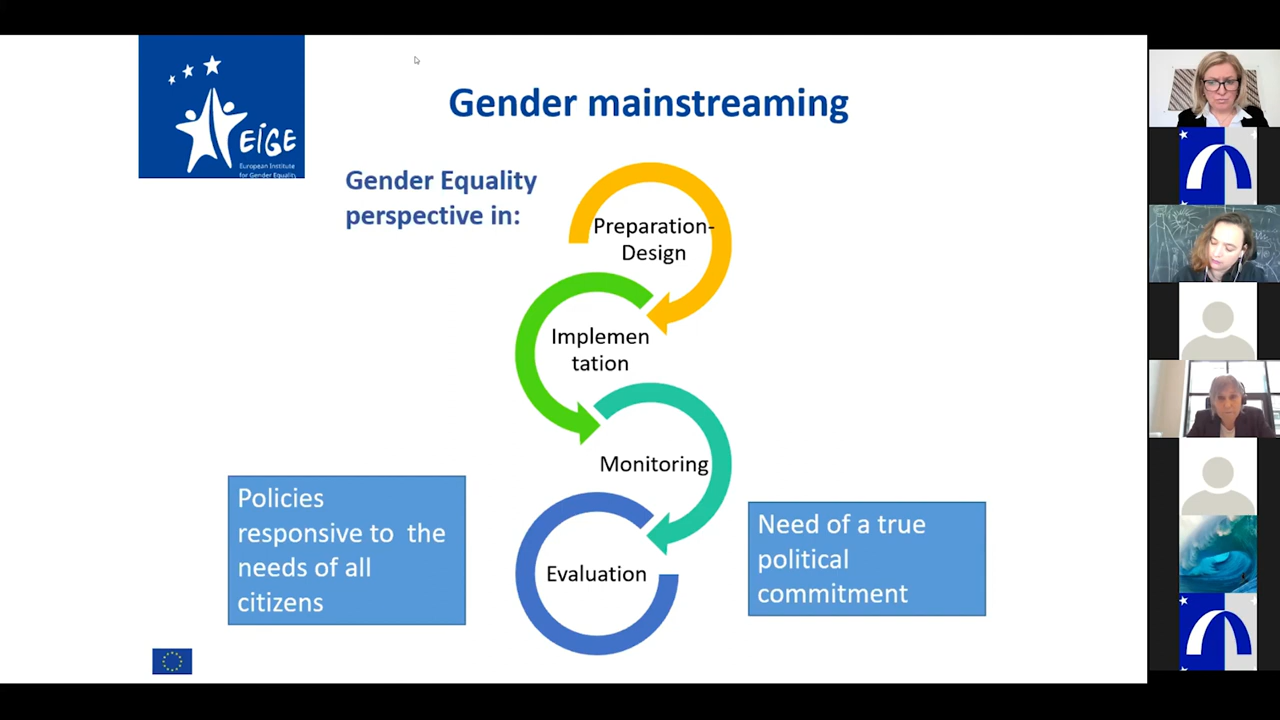 EIGE
European Institute
for Gender Equality
Gender mainstreaming
Gender Equality
perspective in:
Preparation-
Design
Implemen
tation
Monitoring
Evaluation
Policies
responsive to the
needs of all
citizens
Need of a true
political
commitment